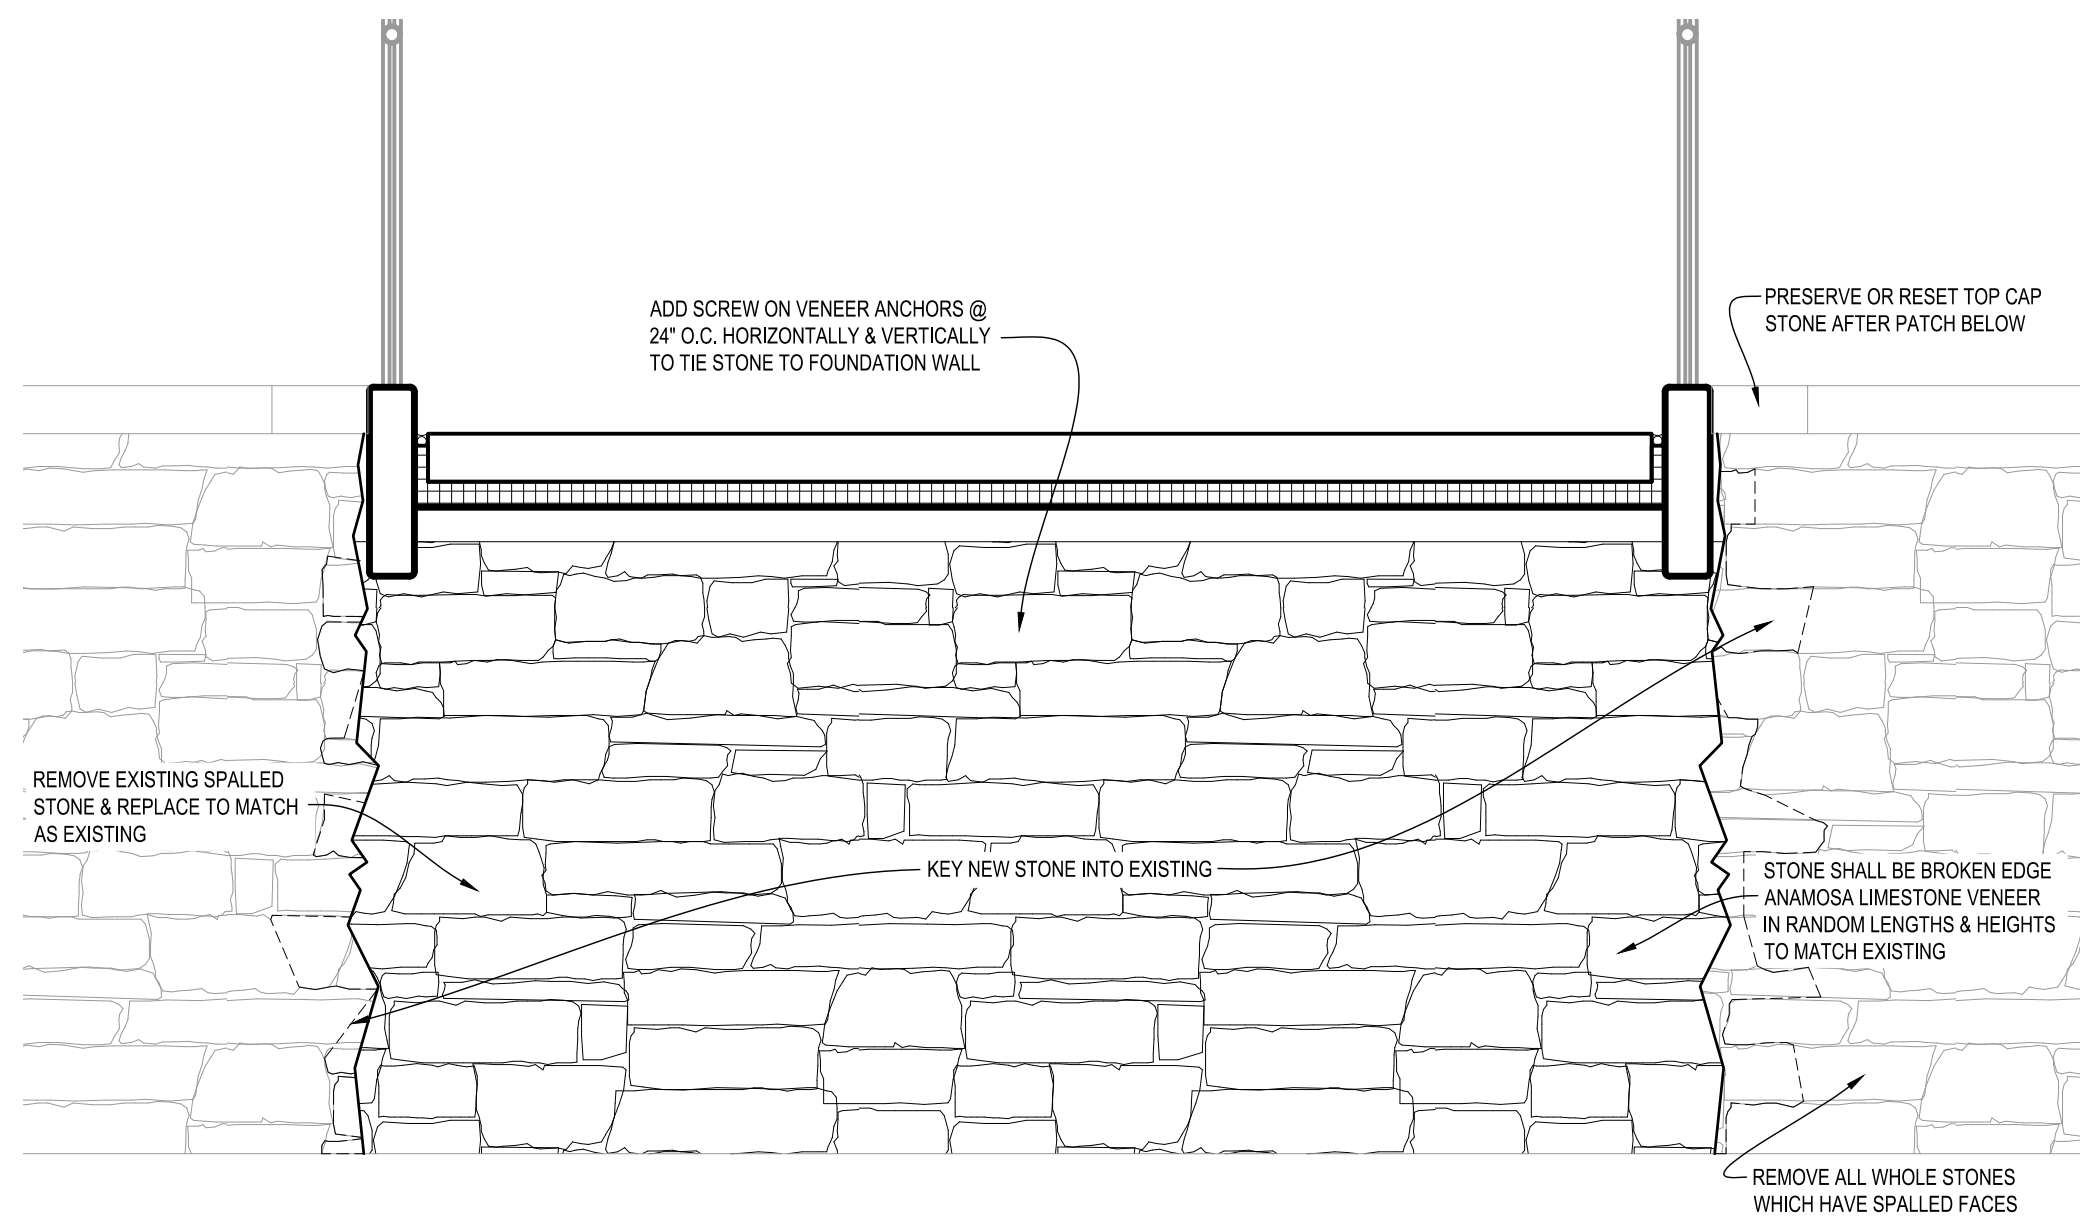 ADD SCREW ON VENEER ANCHORS @
24" O.C. HORIZONTALLY & VERTICALLY
TO TIE STONE TO FOUNDATION WALL
PRESERVE OR RESET TOP CAP
STONE AFTER PATCH BELOW
REMOVE EXISTING SPALLED
STONE & REPLACE TO MATCH
AS EXISTING
KEY NEW STONE INTO EXISTING
STONE SHALL BE BROKEN EDGE
ANAMOSA LIMESTONE VENEER
IN RANDOM LENGTHS & HEIGHTS
TO MATCH EXISTING
REMOVE ALL WHOLE STONES
WHICH HAVE SPALLED FACES